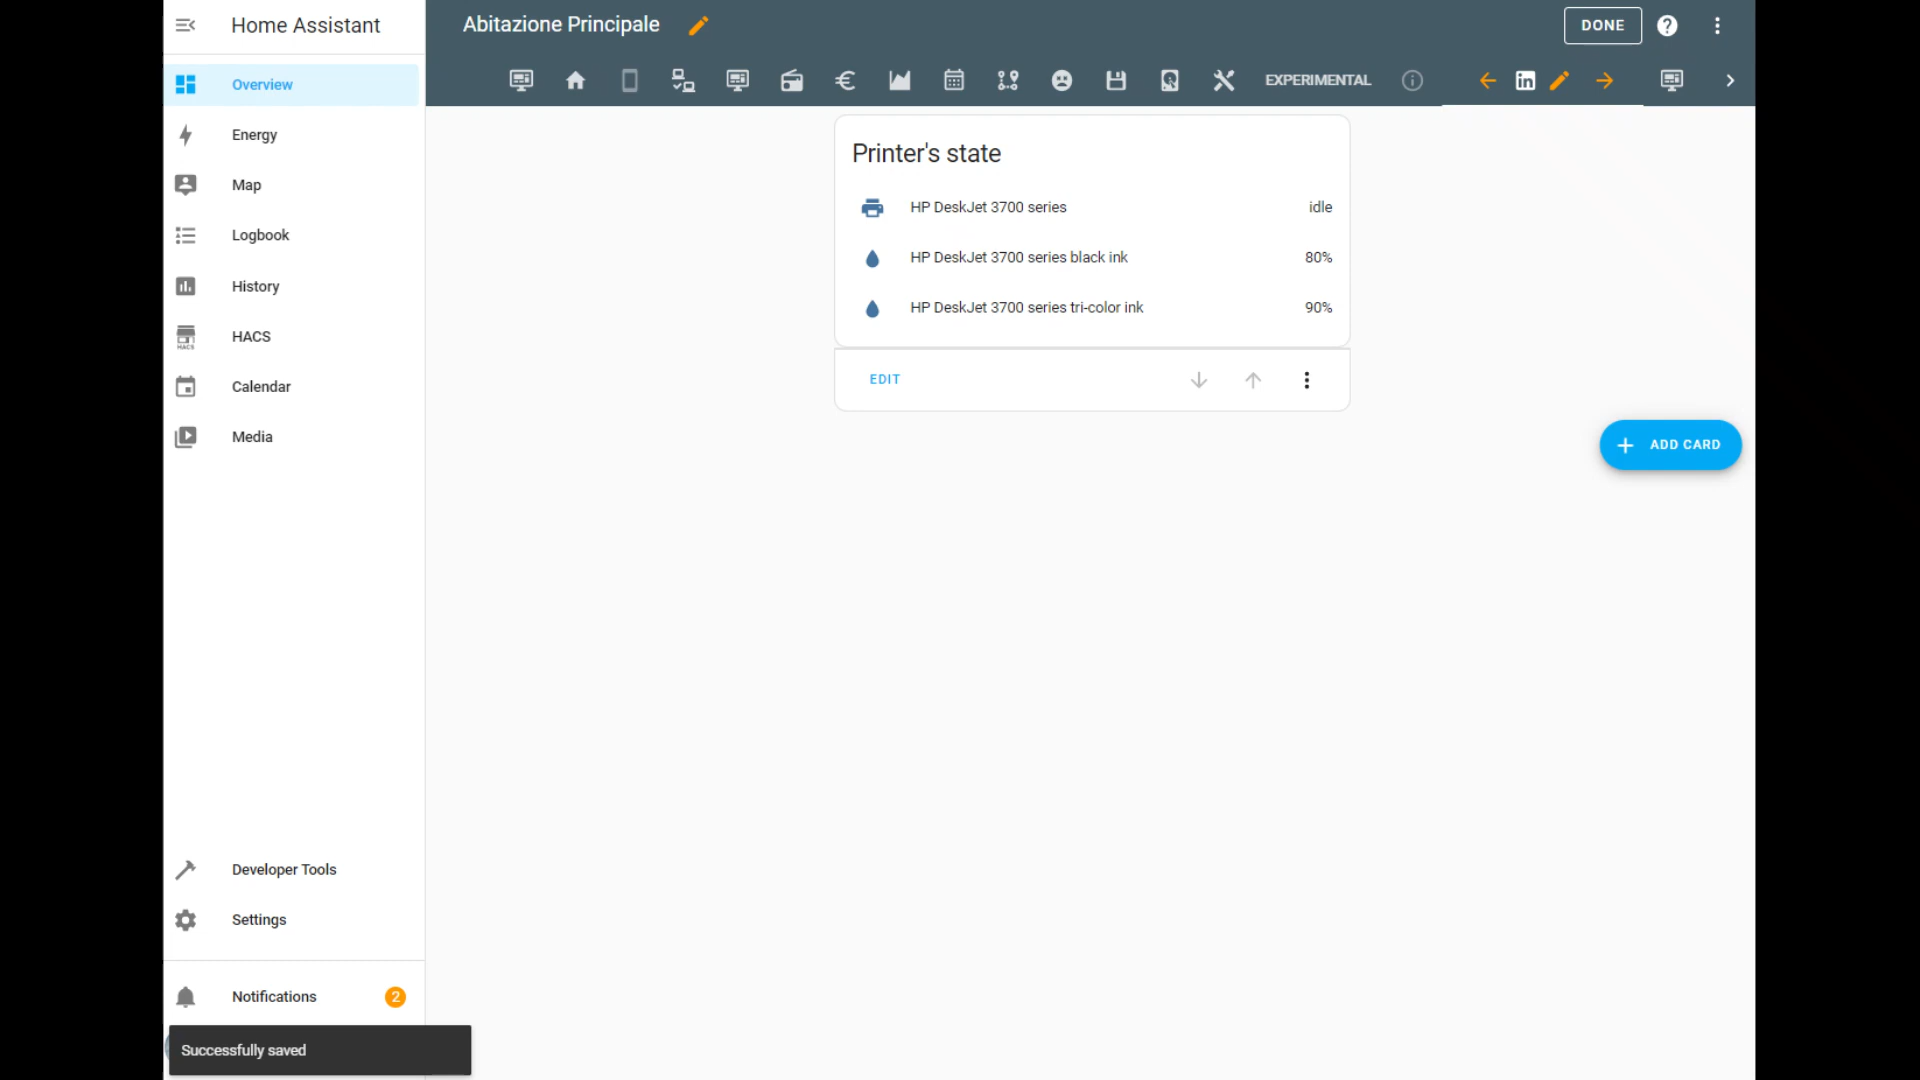 Home Assistant
Abitazione Principale
DONE
EXPERIMENTAL
Overview
Energy
Map
Logbook
History
HACS
HACS
Calendar
Media
Printer's state
HP DeskJet 3700 series
idle
HP DeskJet 3700 series black ink
80%
HP DeskJet 3700 series tri-color ink
90%
EDIT
ADD CARD
Developer Tools
Settings
Notifications
2
Successfully saved